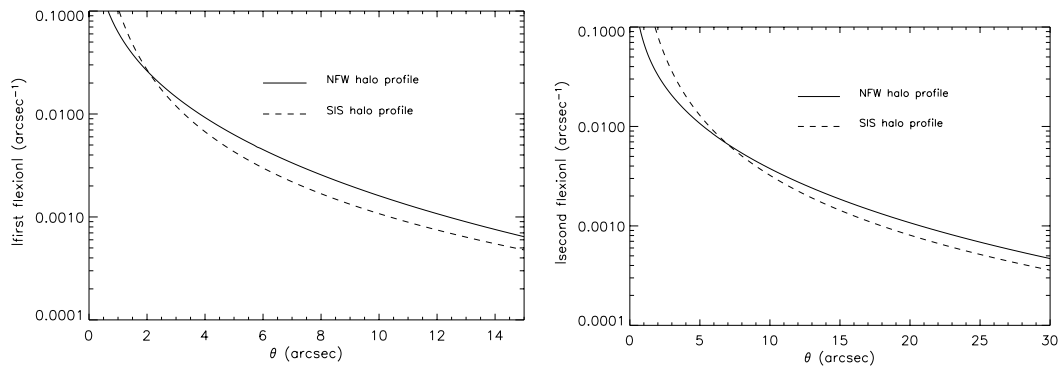 |first flexion| (arcsec⁻¹)
0.1000
0.0100
0.0010
0.0001
NFW halo profile
SIS halo profile
0 2 4 6 8 10 12 14
θ (arcsec)
|second flexion| (arcsec⁻¹)
0.1000
0.0100
0.0010
0.0001
NFW halo profile
SIS halo profile
0 5 10 15 20 25 30
θ (arcsec)